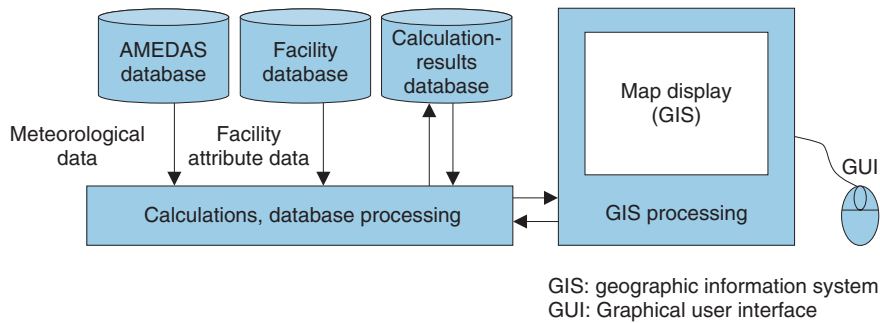 AMEDAS
database
Facility
database
Calculation-
results
database
Meteorological
data
Facility
attribute data
Calculations, database processing
Map display
(GIS)
GIS processing
GUI
GIS: geographic information system
GUI: Graphical user interface